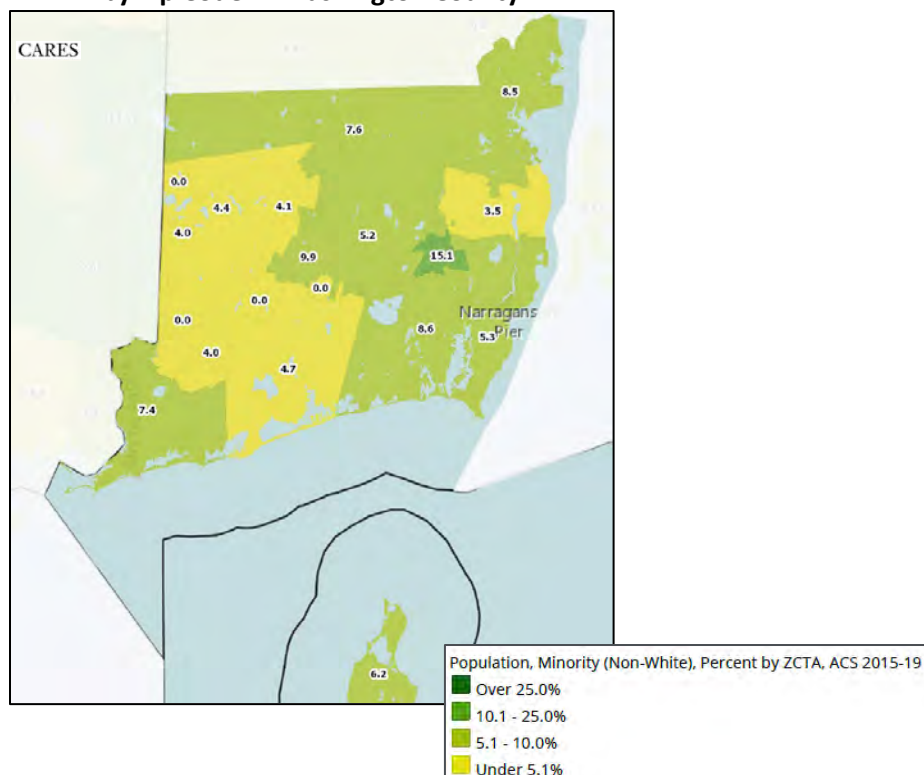 CARES
8.5
7.6
0.0
4.4
4.1
3.5
4.0
5.2
9.9
15.1
0.0
0.0
0.0
Narragans
Pier
8.6
5.3
4.0
4.7
7.4
6.2
Population, Minority (Non-White), Percent by ZCTA, ACS 2015-19
Over 25.0%
10.1 - 25.0%
5.1 - 10.0%
Under 5.1%